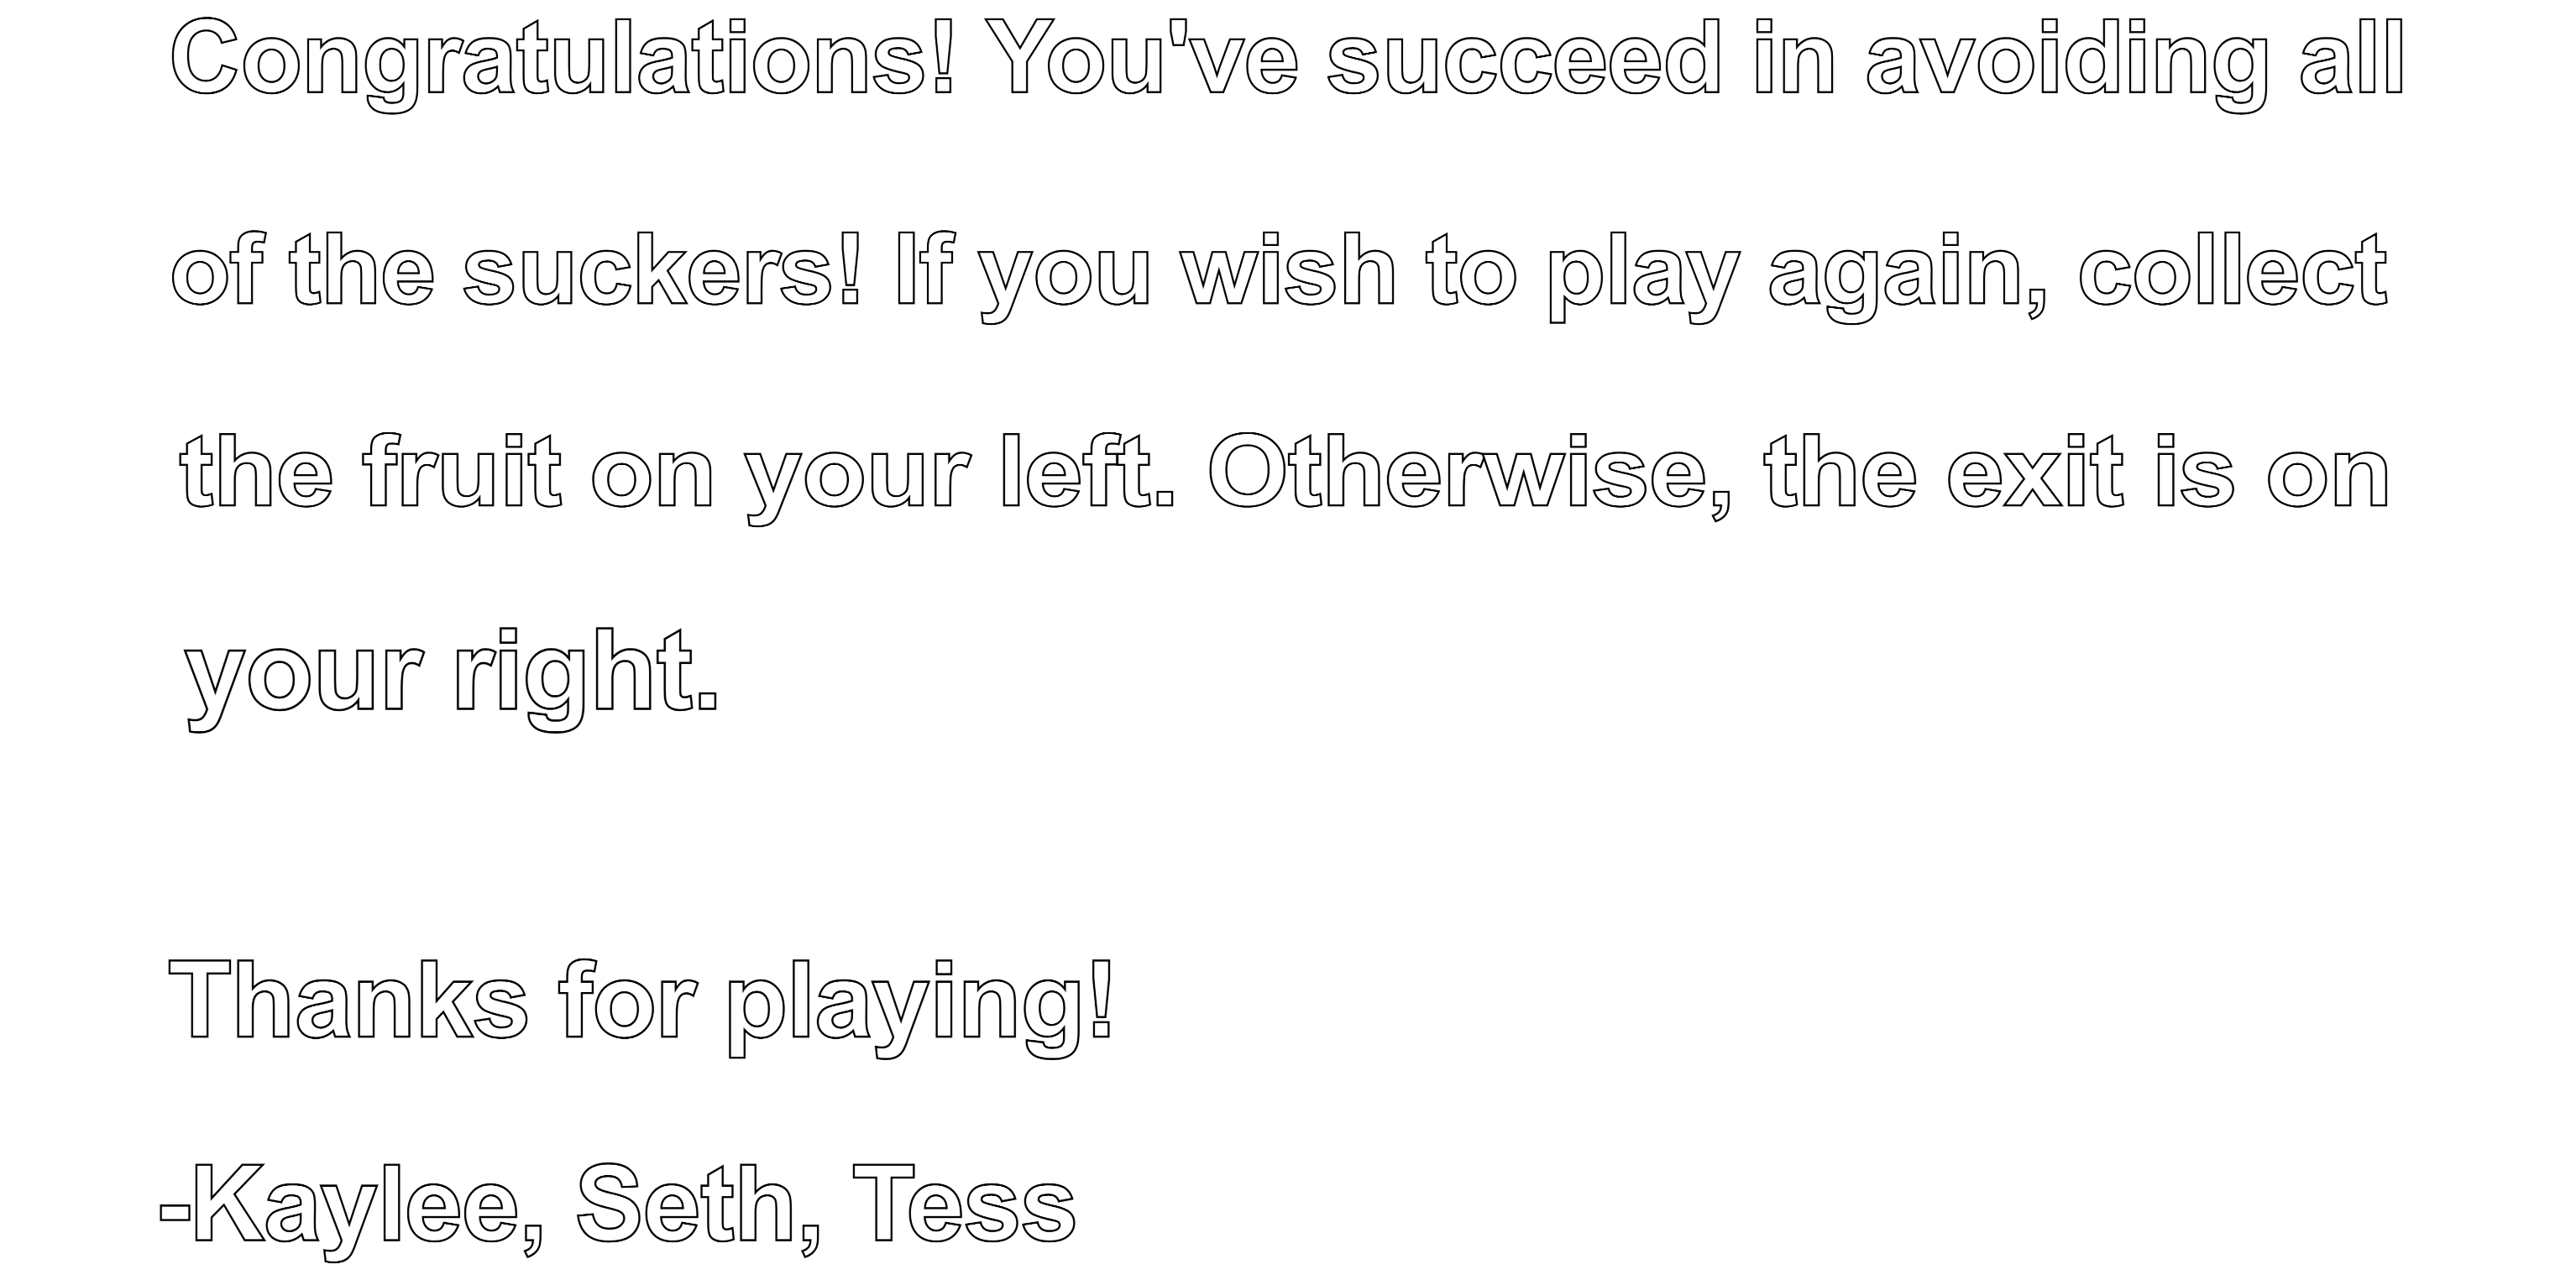 Congratulations! You've succeed in avoiding all
of the suckers! If you wish to play again, collect
the fruit on your left. Otherwise, the exit is on
your right.
Thanks for playing!
-Kaylee, Seth, Tess